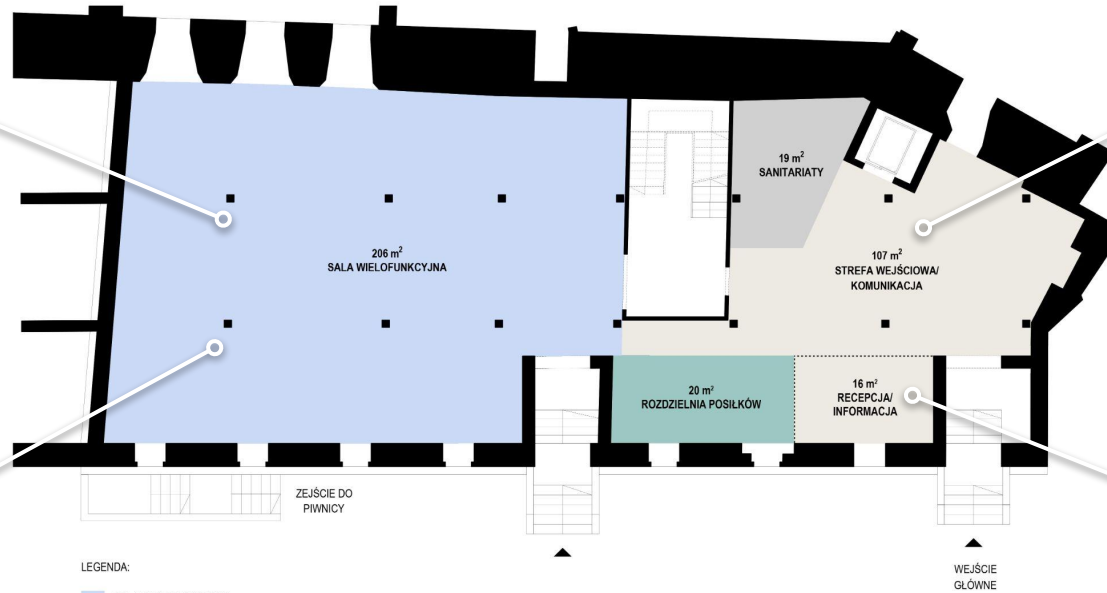 19 m²
SANITARIATY
206 m²
SALA WIELOFUNKCYJNA
107 m²
STREFA WEJŚCIOWA/
KOMUNIKACJA
20 m²
ROZDZIELNIA POSIŁKÓW
16 m²
RECEPCJA/
INFORMACJA
ZEJŚCIE DO
PIWNICY
WEJŚCIE
GŁÓWNE
LEGENDA: